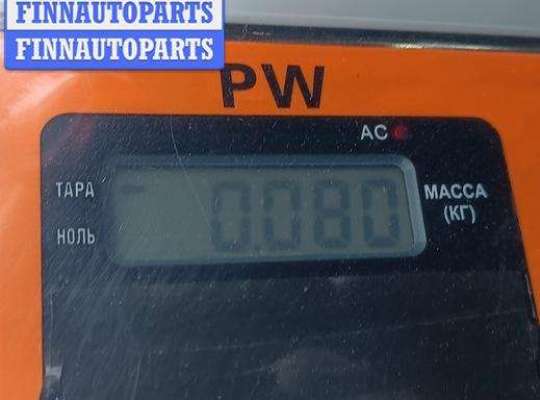 FINNAUTOPARTS
FINNAUTOPARTS
PW
AC
ТАРА 0.080 МАССА
НОЛЬ (КГ)